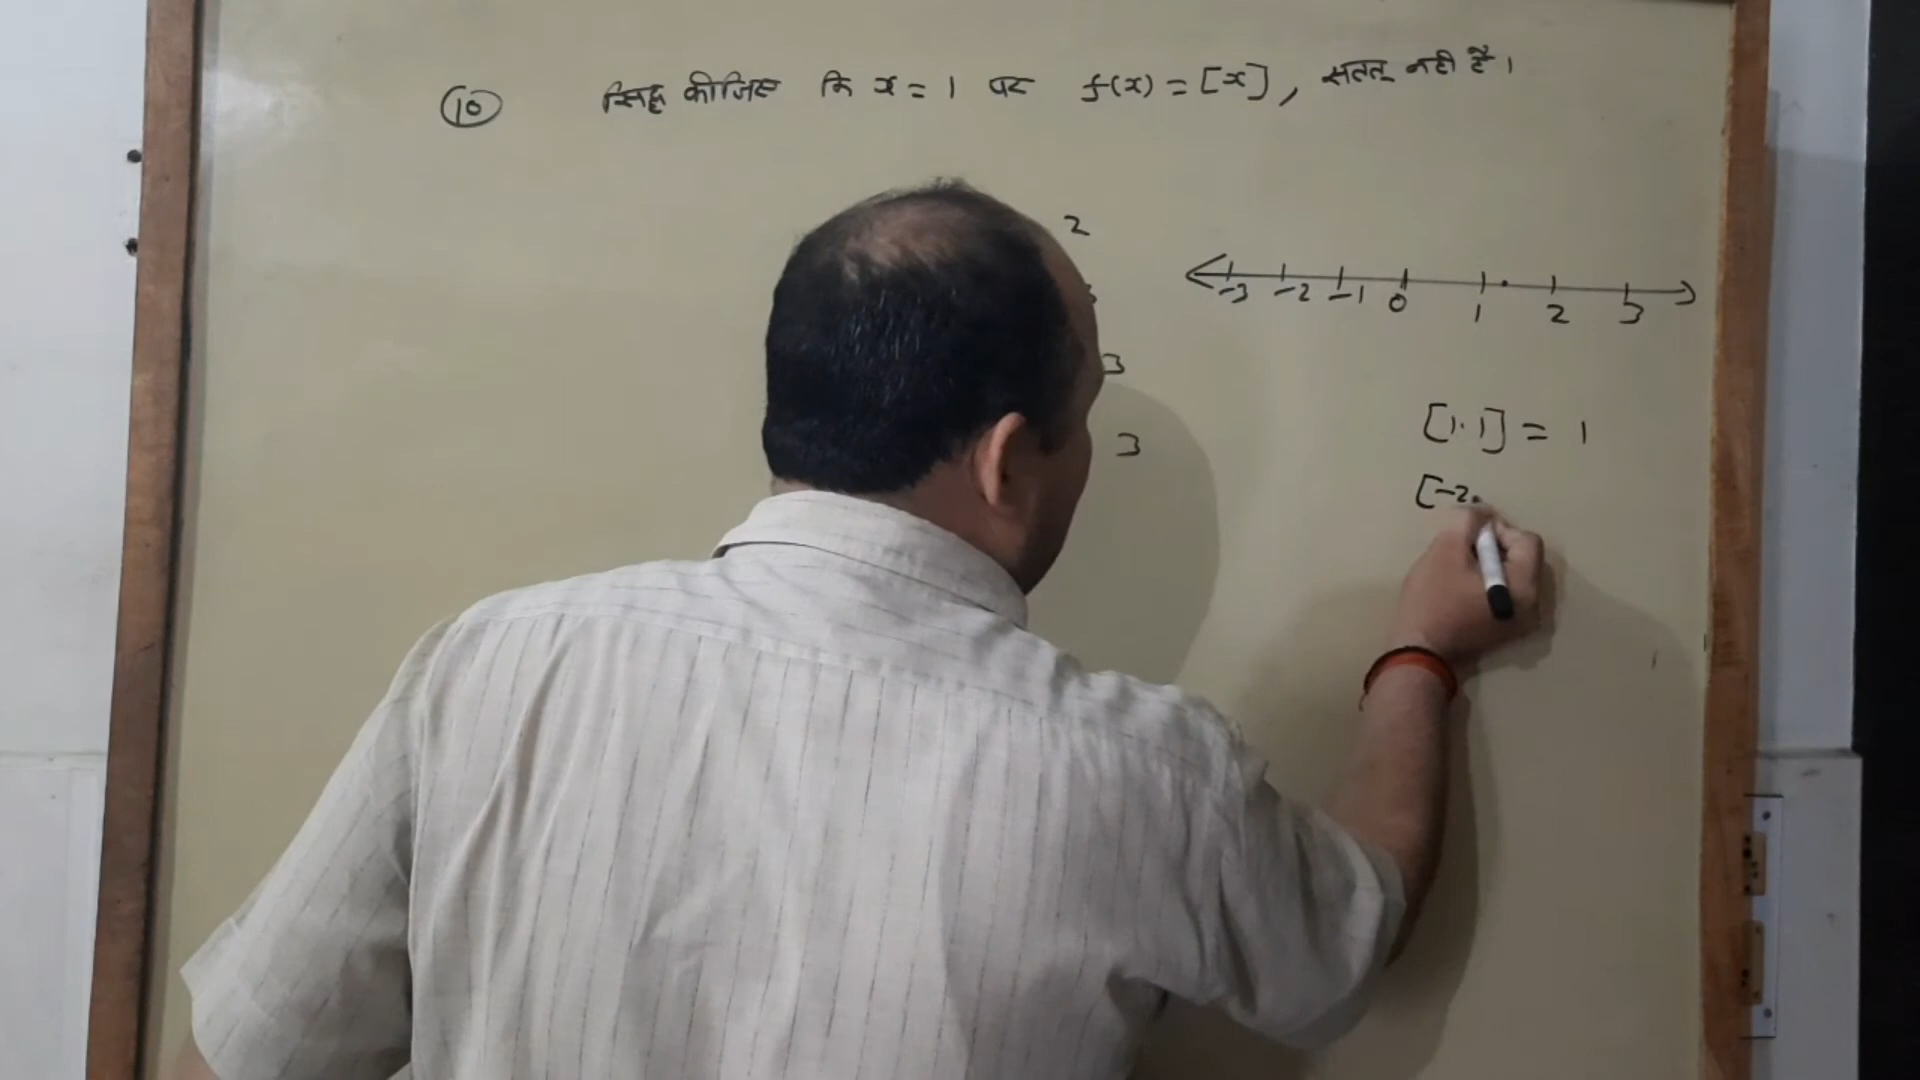 10 सिद्ध कीजिए कि x = 1 पर f(x) = [x], सतत् नहीं है।
2
-3 -2 -1 0 1 2 3
3
[1.1] = 1
3
[-2.